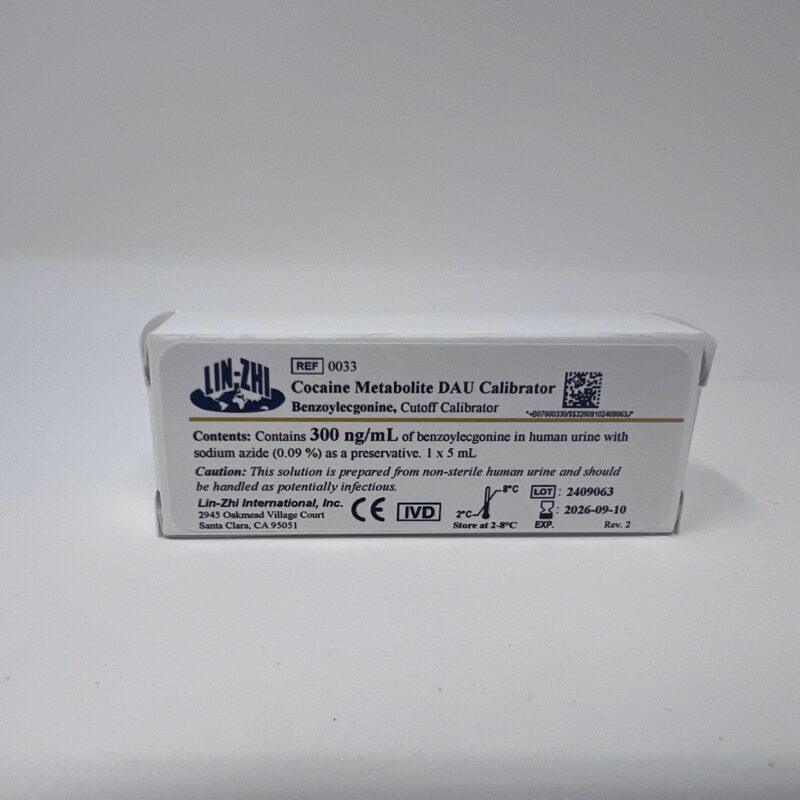 LIN-ZHI
REF 0033
Cocaine Metabolite DAU Calibrator
Benzoylecgonine, Cutoff Calibrator
*+B07600330/$$32609102409063J*
Contents: Contains 300 ng/mL of benzoylecgonine in human urine with
sodium azide (0.09 %) as a preservative. 1 x 5 mL
Caution: This solution is prepared from non-sterile human urine and should
be handled as potentially infectious.
Lin-Zhi International, Inc.
2945 Oakmead Village Court
Santa Clara, CA 95051
CE IVD
8°C
2°C
Store at 2-8°C
LOT : 2409063
: 2026-09-10
EXP.
Rev. 2